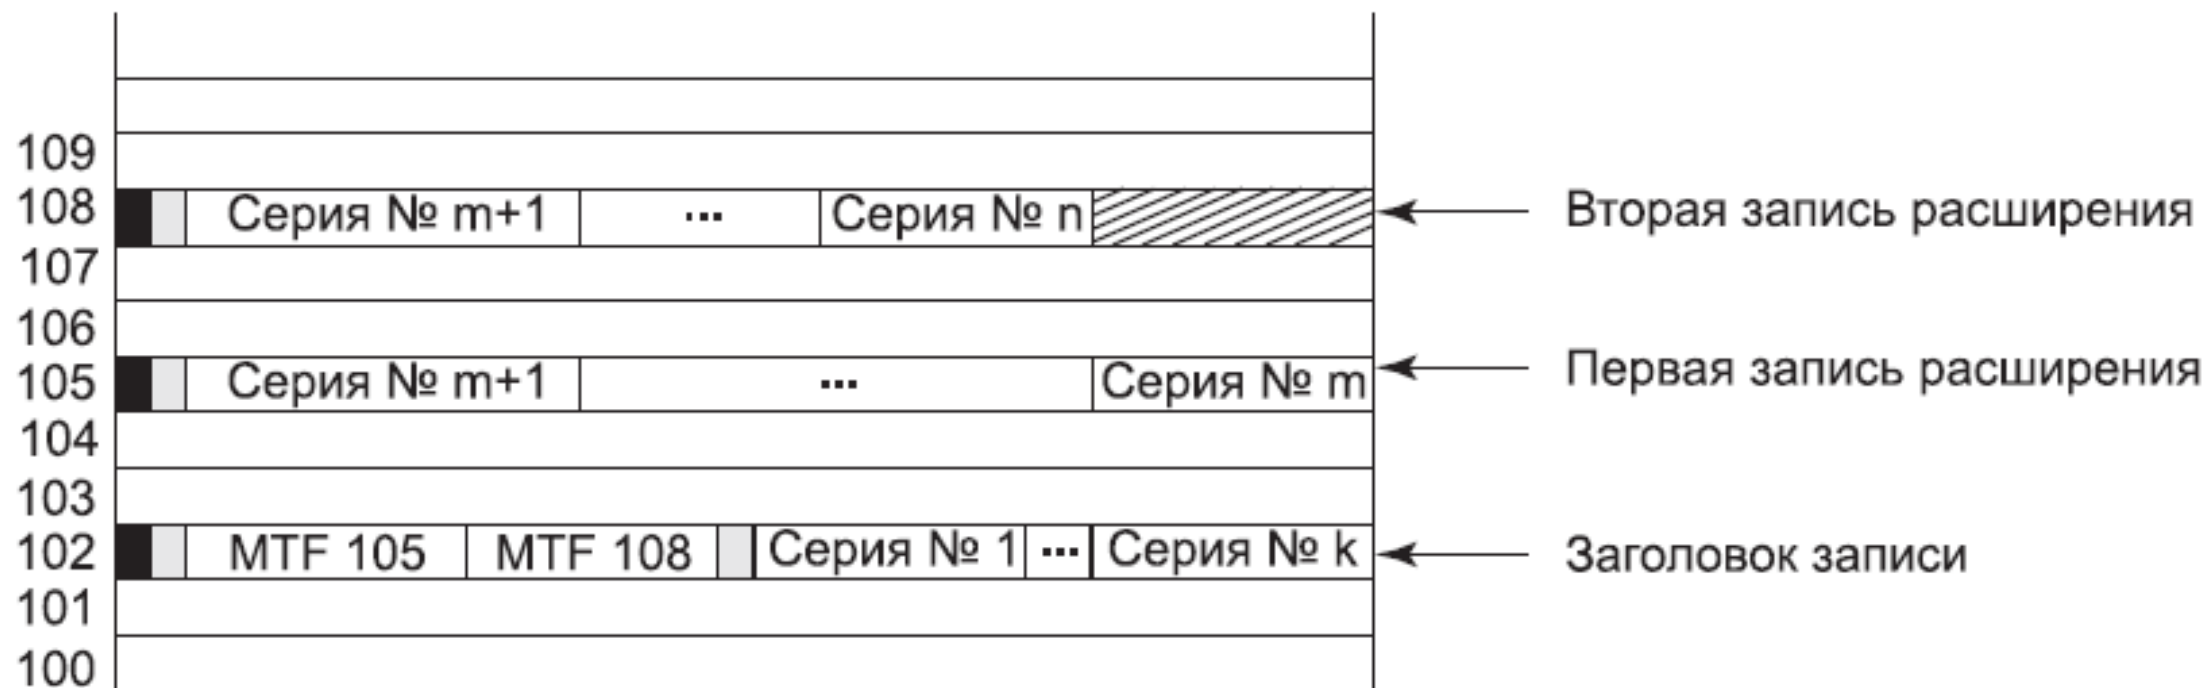 109
108 Серия № m+1 ... Серия № n Вторая запись расширения
107
106
105 Серия № m+1 ... Серия № m Первая запись расширения
104
103
102 MTF 105 MTF 108 Серия № 1 ... Серия № k Заголовок записи
101
100